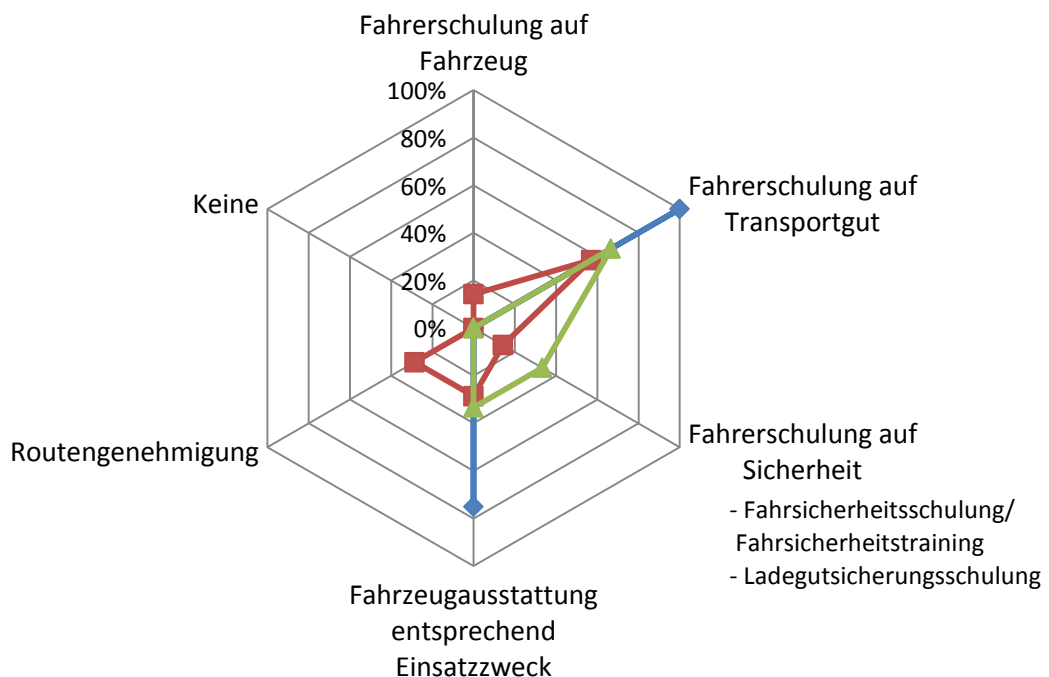 Fahrerschulung auf
Fahrzeug
100%
80%
60%
40%
20%
0%
Keine
Fahrerschulung auf
Transportgut
Routengenehmigung
Fahrerschulung auf
Sicherheit
- Fahrsicherheitsschulung/
Fahrsicherheitstraining
- Ladegutsicherungsschulung
Fahrzeugausstattung
entsprechend
Einsatzzweck